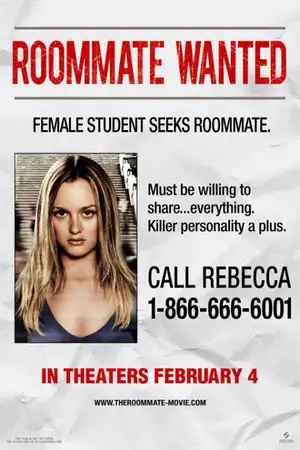 ROOMMATE WANTED
FEMALE STUDENT SEEKS ROOMMATE.
Must be willing to
share...everything.
Killer personality a plus.
CALL REBECCA
1-866-666-6001
IN THEATERS FEBRUARY 4
WWW.THEROOMMATE-MOVIE.COM